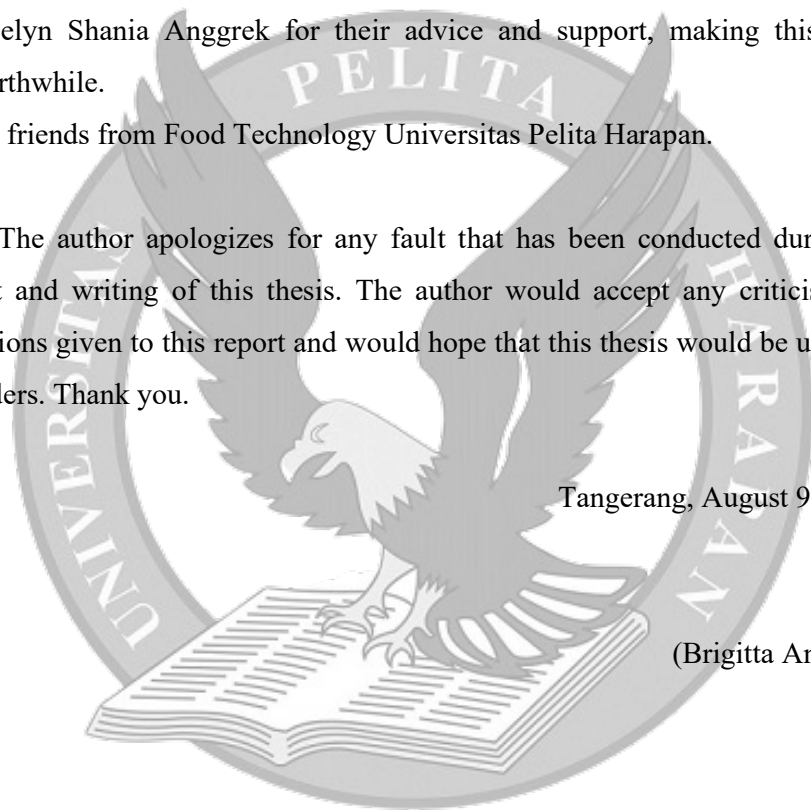 elyn Shania Anggrek for their advice and support, making this
rthwhile.
friends from Food Technology Universitas Pelita Harapan.
The author apologizes for any fault that has been conducted dur
t and writing of this thesis. The author would accept any criticis
ions given to this report and would hope that this thesis would be u
ders. Thank you.
Tangerang, August 9
(Brigitta An
UNIVERSITAS PELITA HARAPAN